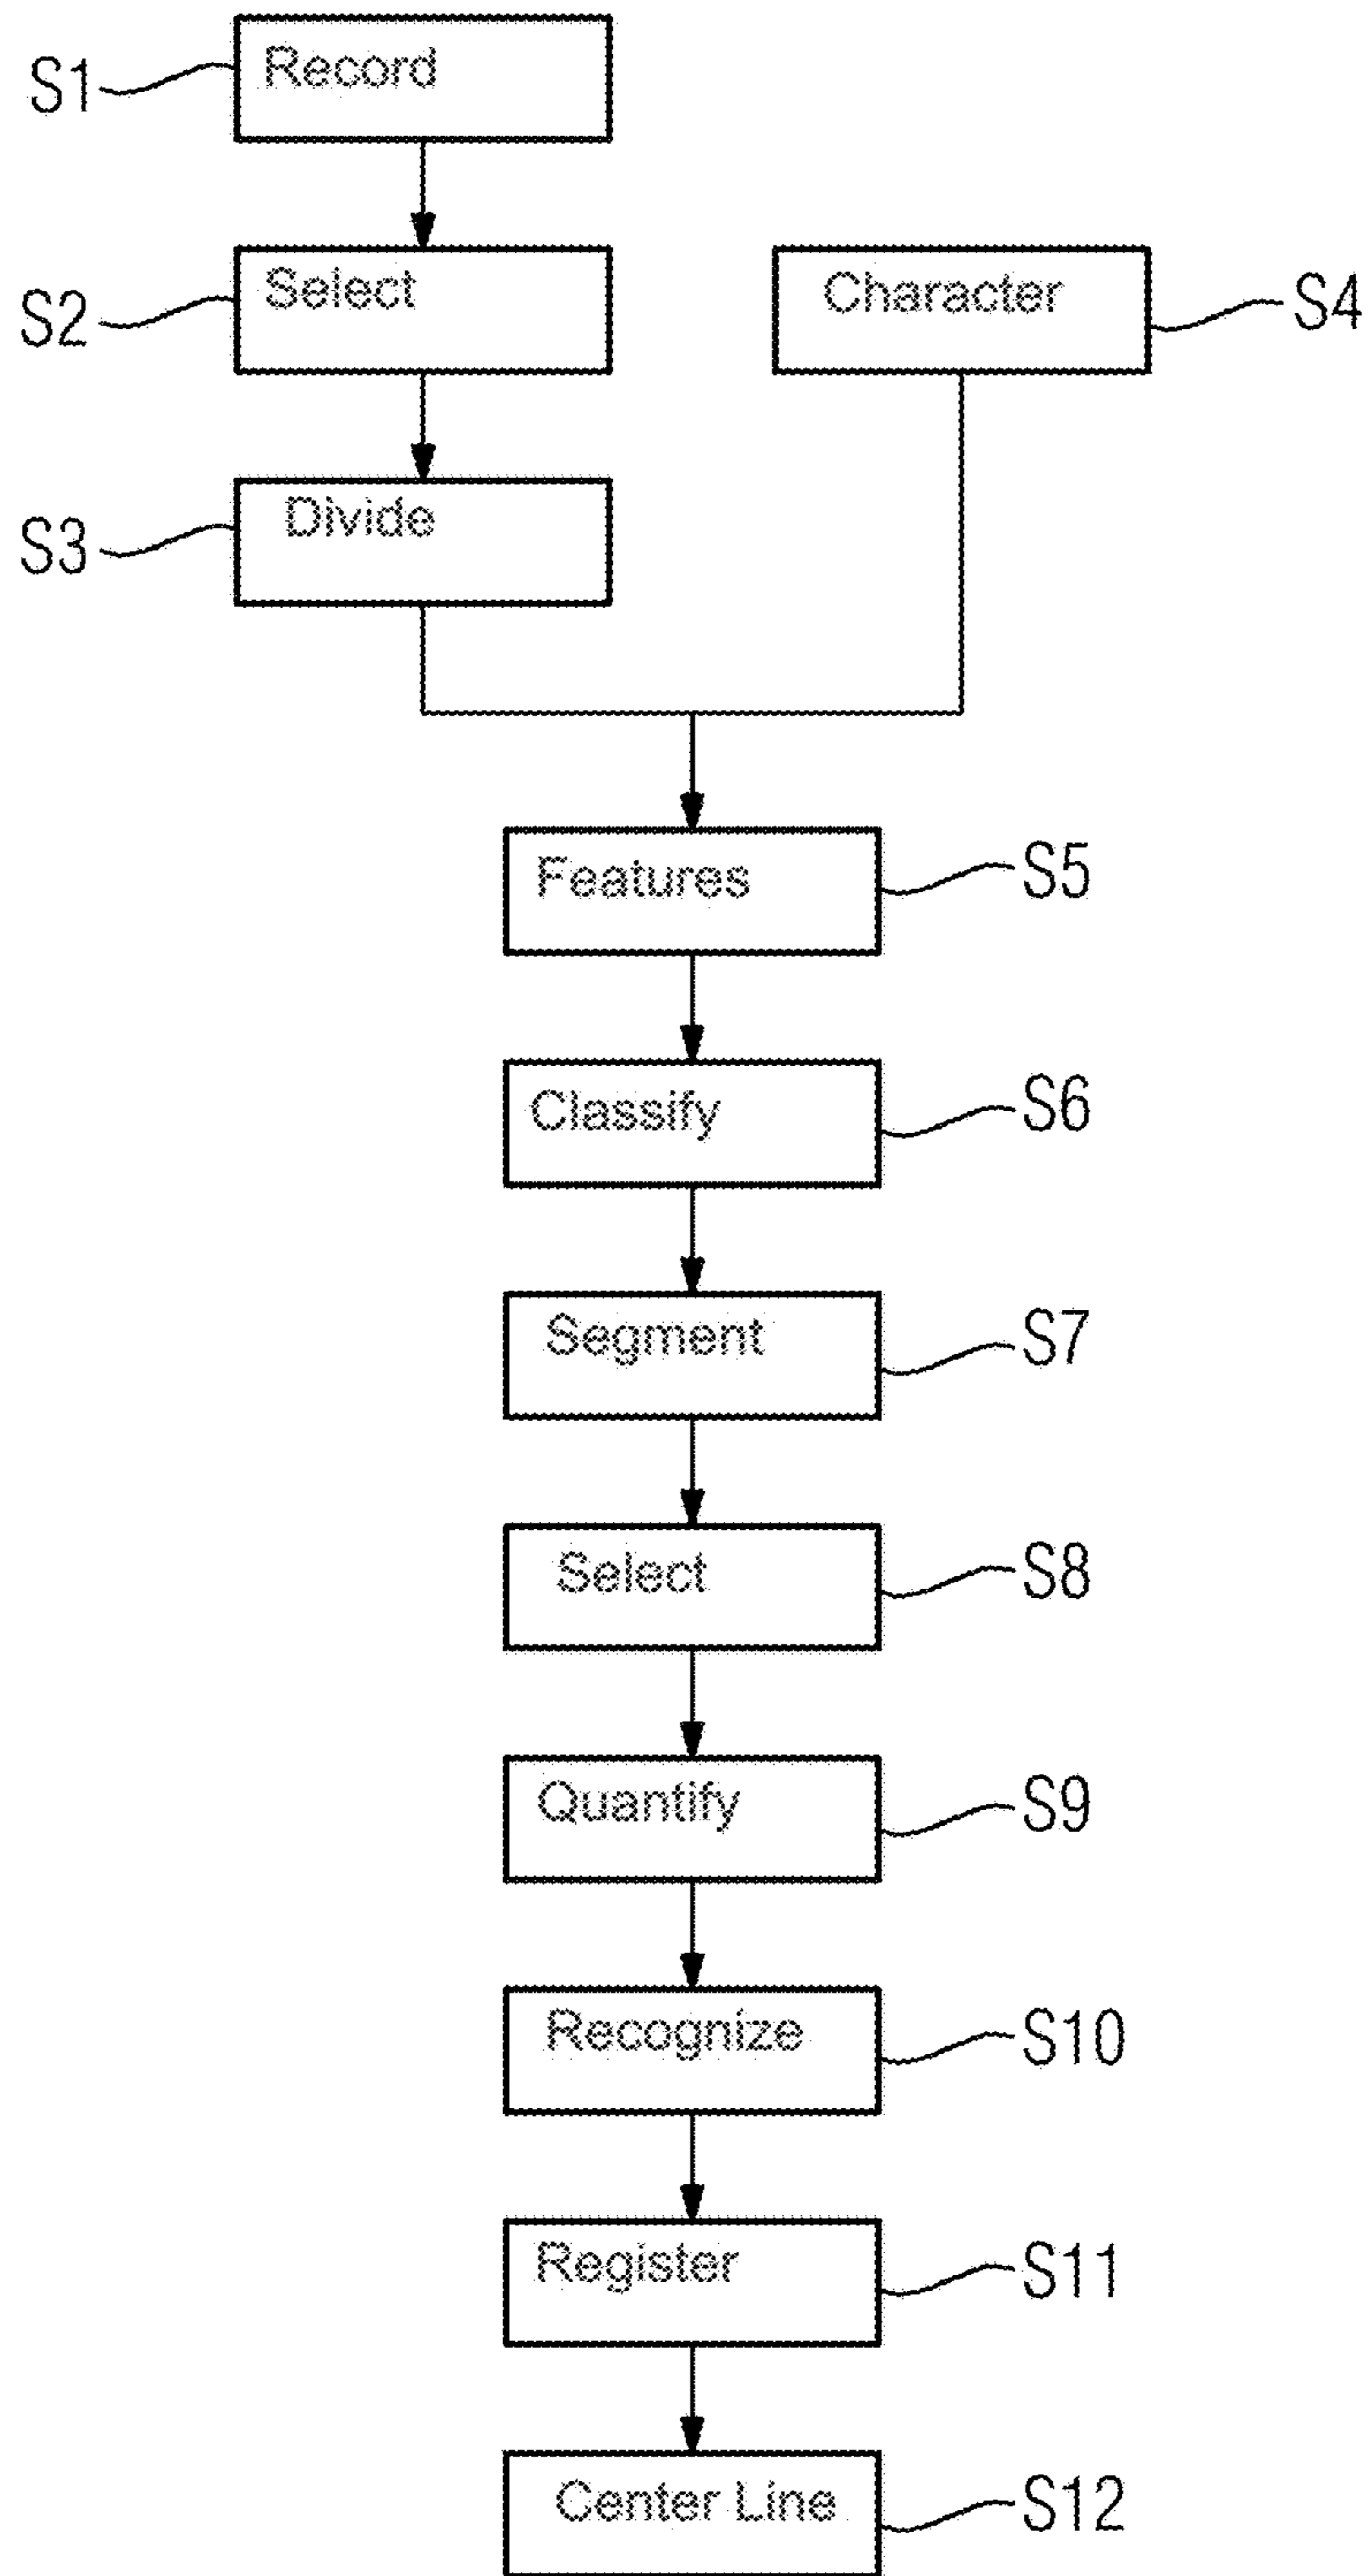 S1 Record
S2 Select
Character S4
S3 Divide
Features S5
Classify S6
Segment S7
Select S8
Quantify S9
Recognize S10
Register S11
Center Line S12